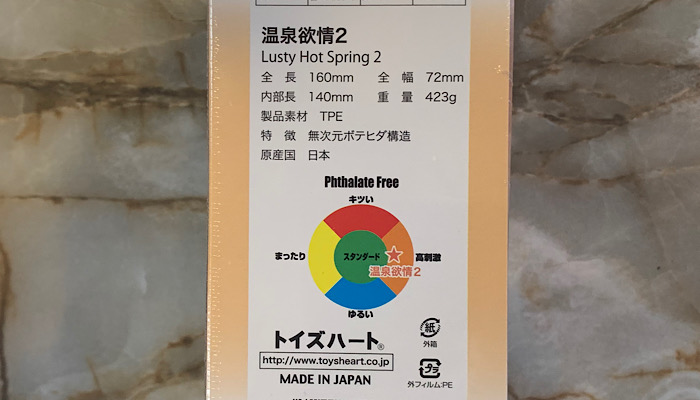 温泉欲情2
Lusty Hot Spring 2
全 長 160mm 全 幅 72mm
内部長 140mm 重 量 423g
製品素材 TPE
特 徴 無次元ボテヒダ構造
原産国 日本
Phthalate Free
キツい
まったり
スタンダード
高刺激
温泉欲情2
ゆるい
トイズハート®
http://www.toysheart.co.jp
MADE IN JAPAN
紙
外箱
プラ
外フィルム:PE